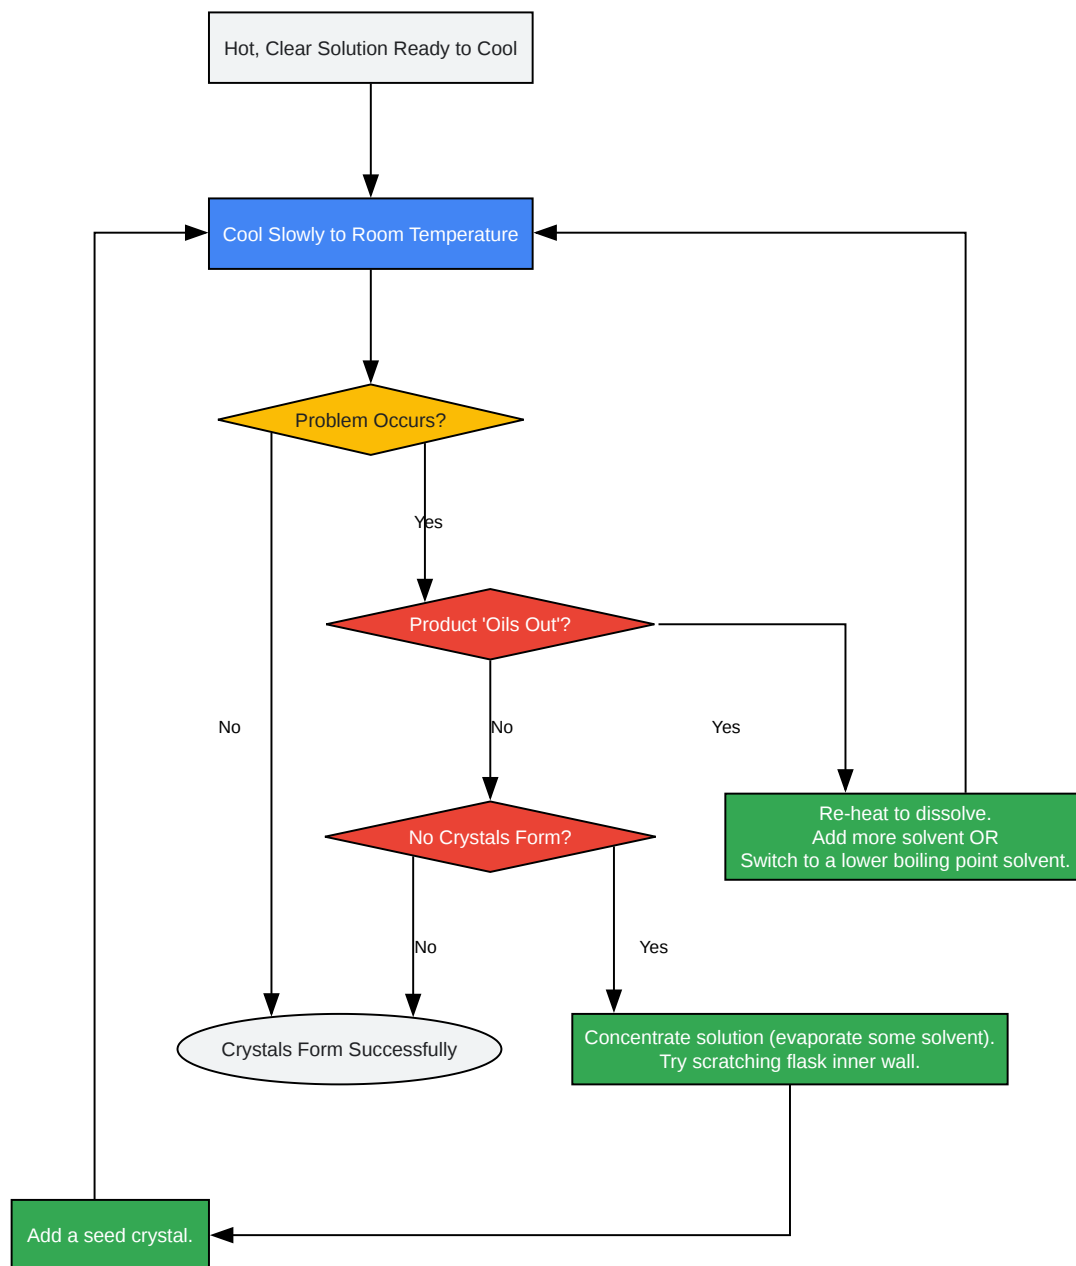 Hot, Clear Solution Ready to Cool
Cool Slowly to Room Temperature
Problem Occurs?
Yes
Product 'Oils Out'?
No
No
Yes
Re-heat to dissolve.
Add more solvent OR
Switch to a lower boiling point solvent.
No Crystals Form?
No
Yes
Crystals Form Successfully
Concentrate solution (evaporate some solvent).
Try scratching flask inner wall.
Add a seed crystal.